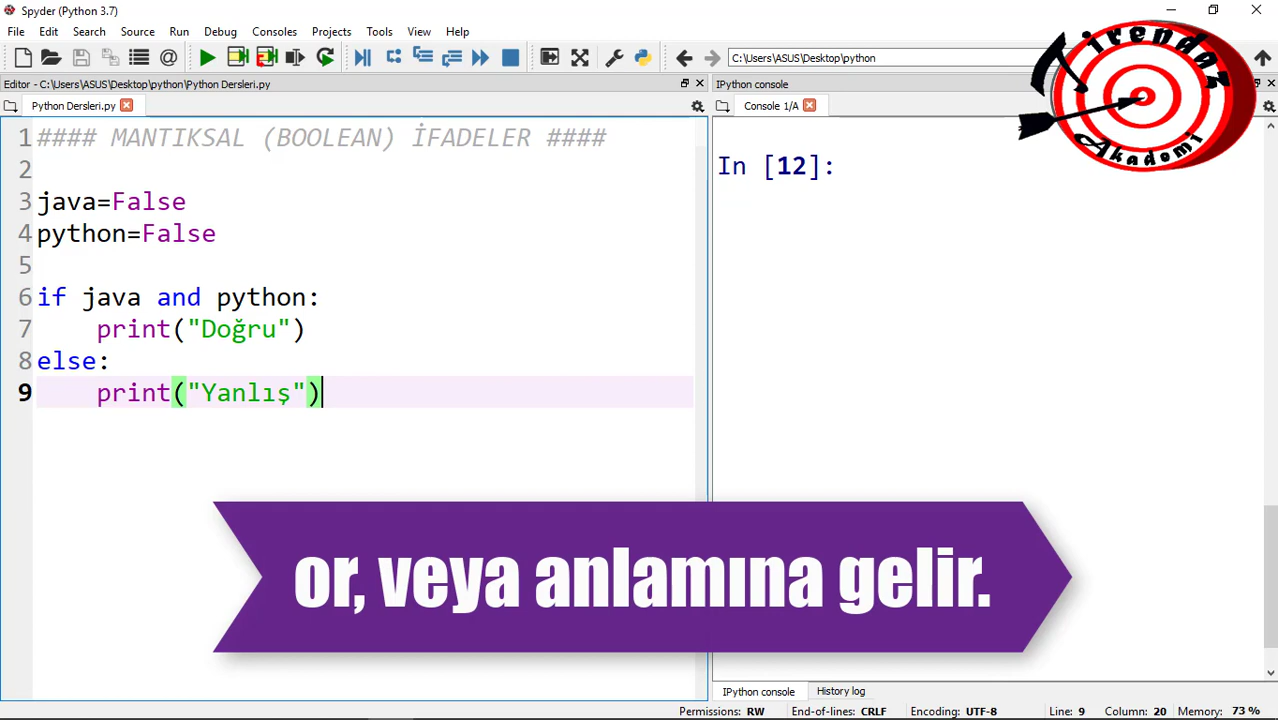 Spyder (Python 3.7)
File Edit Search Source Run Debug Consoles Projects Tools View Help
C:\Users\ASUS\Desktop\python
Editor - C:\Users\ASUS\Desktop\python\Python Dersleri.py
IPython console
Python Dersleri.py
Console 1/A
Tirendaz
Akademi
1 #### MANTIKSAL (BOOLEAN) İFADELER ####
2
3 java=False
4 python=False
5
6 if java and python:
7     print("Doğru")
8 else:
9     print("Yanlış")
In [12]:
or, veya anlamına gelir.
IPython console History log
Permissions: RW End-of-lines: CRLF Encoding: UTF-8 Line: 9 Column: 20 Memory: 73 %